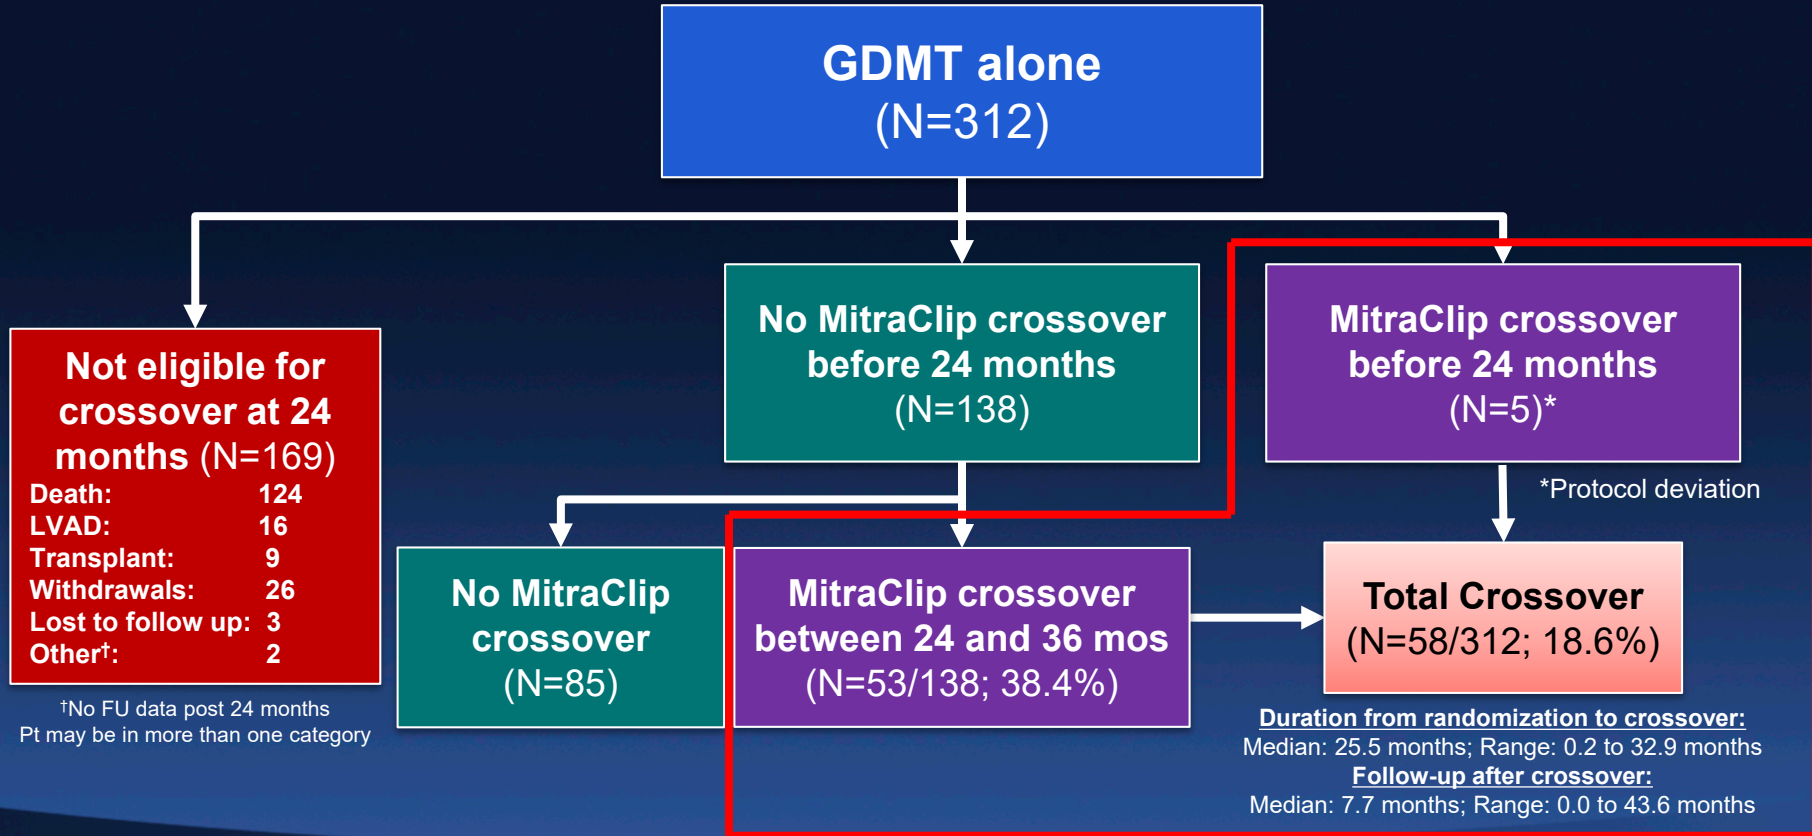 GDMT alone
(N=312)
Not eligible for
crossover at 24
months (N=169)
Death: 124
LVAD: 16
Transplant: 9
Withdrawals: 26
Lost to follow up: 3
Other†: 2
†No FU data post 24 months
Pt may be in more than one category
No MitraClip crossover
before 24 months
(N=138)
MitraClip crossover
before 24 months
(N=5)*
*Protocol deviation
No MitraClip
crossover
(N=85)
MitraClip crossover
between 24 and 36 mos
(N=53/138; 38.4%)
Total Crossover
(N=58/312; 18.6%)
Duration from randomization to crossover:
Median: 25.5 months; Range: 0.2 to 32.9 months
Follow-up after crossover:
Median: 7.7 months; Range: 0.0 to 43.6 months